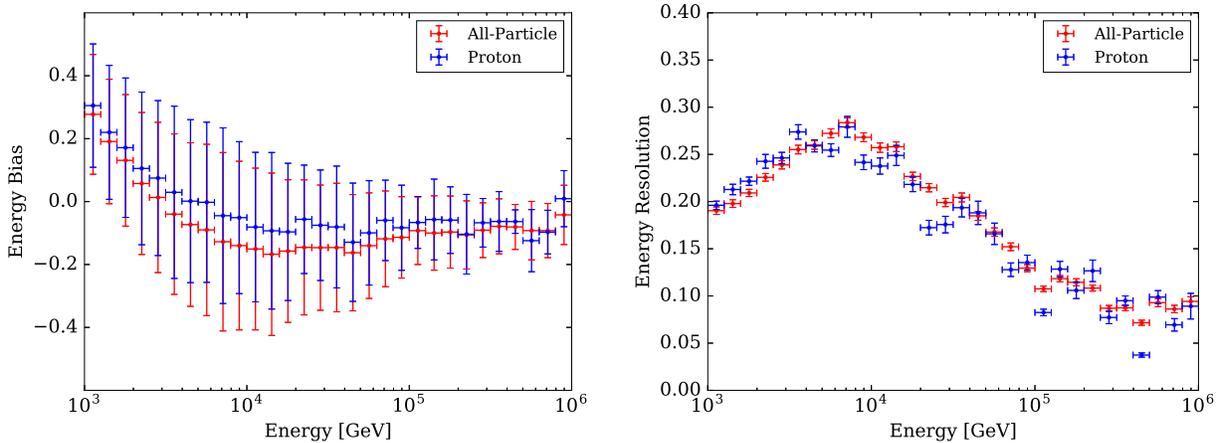 All-Particle
Proton
0.4
0.2
0.0
−0.2
−0.4
Energy Bias
10³ 10⁴ 10⁵ 10⁶
Energy [GeV]
All-Particle
Proton
0.40
0.35
0.30
0.25
0.20
0.15
0.10
0.05
0.00
Energy Resolution
10³ 10⁴ 10⁵ 10⁶
Energy [GeV]